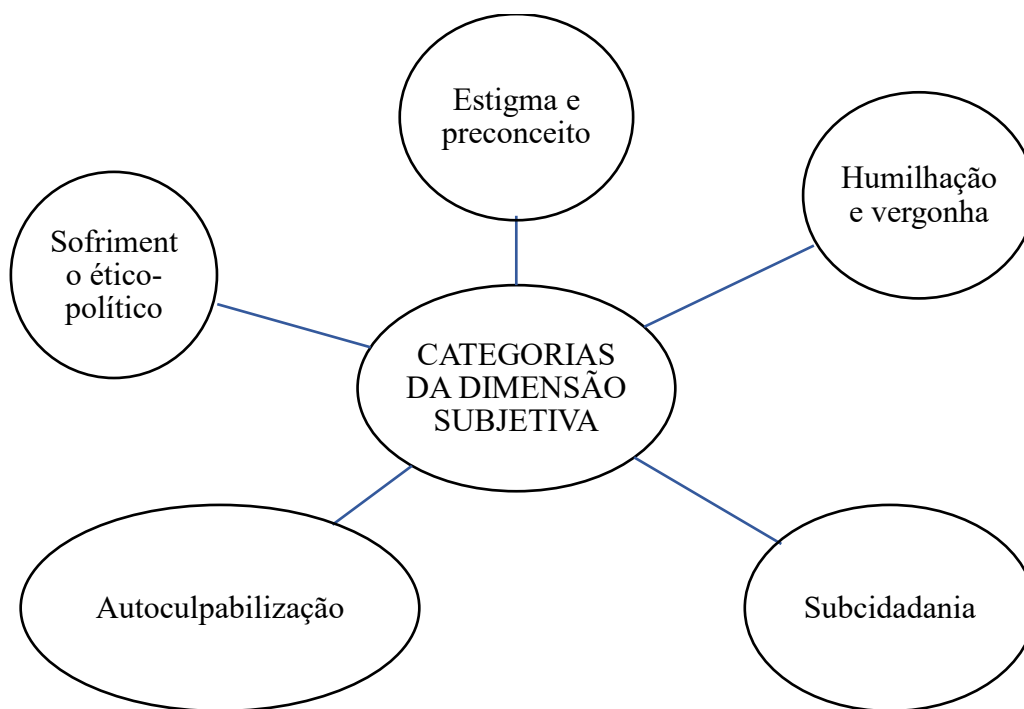 Estigma e
preconceito
Humilhação
e vergonha
Sofriment
o ético-
político
CATEGORIAS
DA DIMENSÃO
SUBJETIVA
Autoculpabilização
Subcidadania